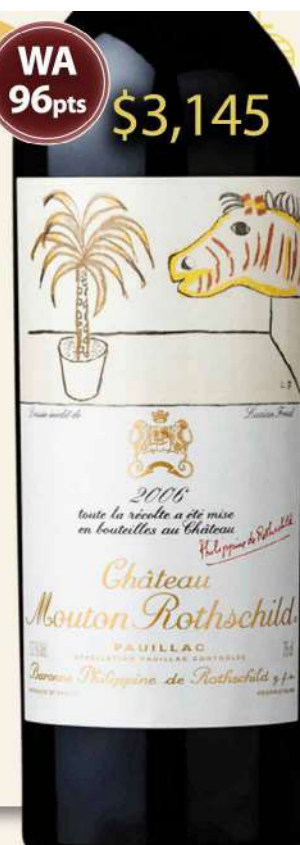 WA
96pts
$3,145
Dessin inédit de
Lucian Freud
2006
toute la récolte a été mise
en bouteilles au Château
Philippine de Rothschild
Château
Mouton Rothschild
PAUILLAC
APPELLATION PAUILLAC CONTRÔLÉE
Baronne Philippine de Rothschild g.f.a.